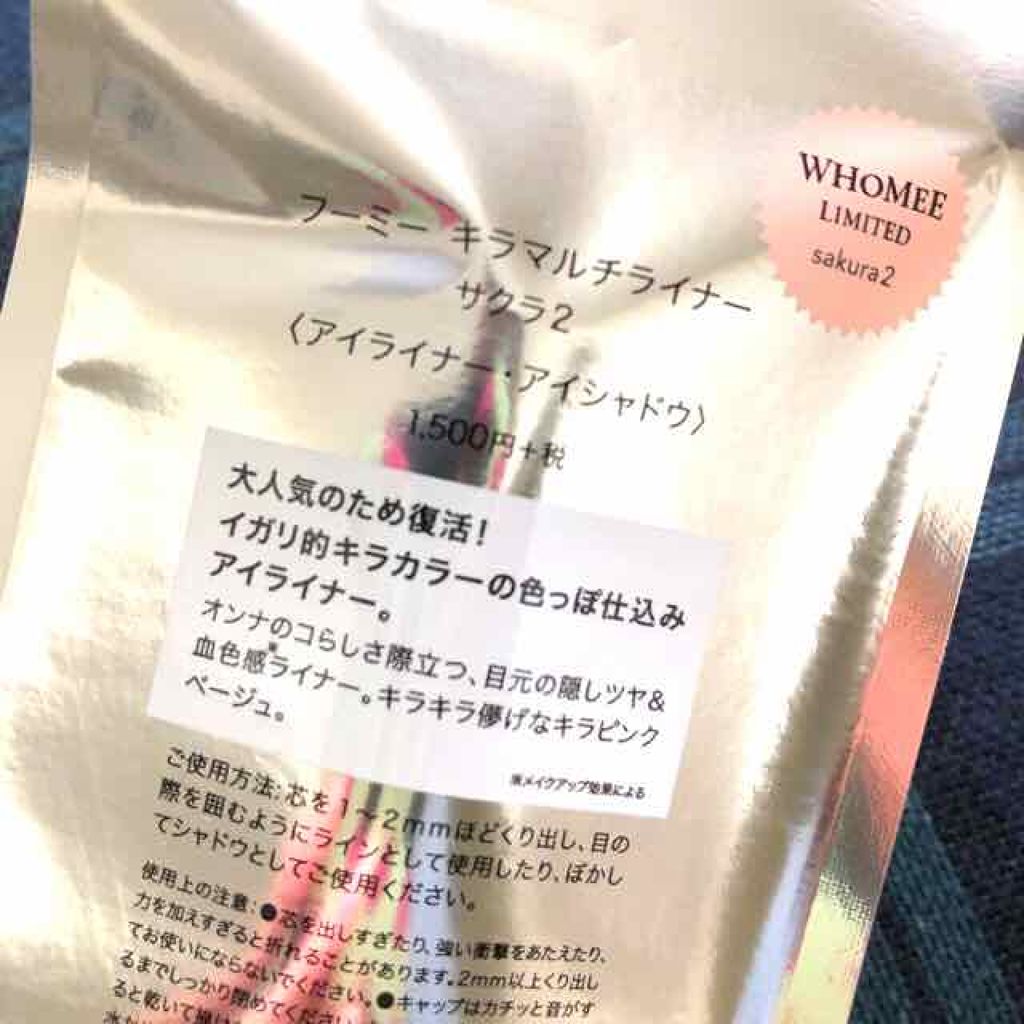 WHOMEE
LIMITED
sakura2
フーミー キラマルチライナー
サクラ2
〈アイライナー・アイシャドウ〉
1,500円+税
大人気のため復活!
イガリ的キラカラーの色っぽ仕込み
アイライナー。
オンナのコらしさ際立つ、目元の隠しツヤ&
血色感※ライナー。キラキラ儚げなキラピンク
ベージュ。
※メイクアップ効果による
ご使用方法:芯を1〜2mmほどくり出し、目の
際を囲むようにラインとして使用したり、ぼかし
てシャドウとしてご使用ください。
使用上の注意:●芯を出しすぎたり、強い衝撃をあたえたり、
力を加えすぎると折れることがあります。2mm以上くり出し
てお使いにならないでください。●キャップはカチッと音がす
るまでしっかり閉めてください
ると乾いて